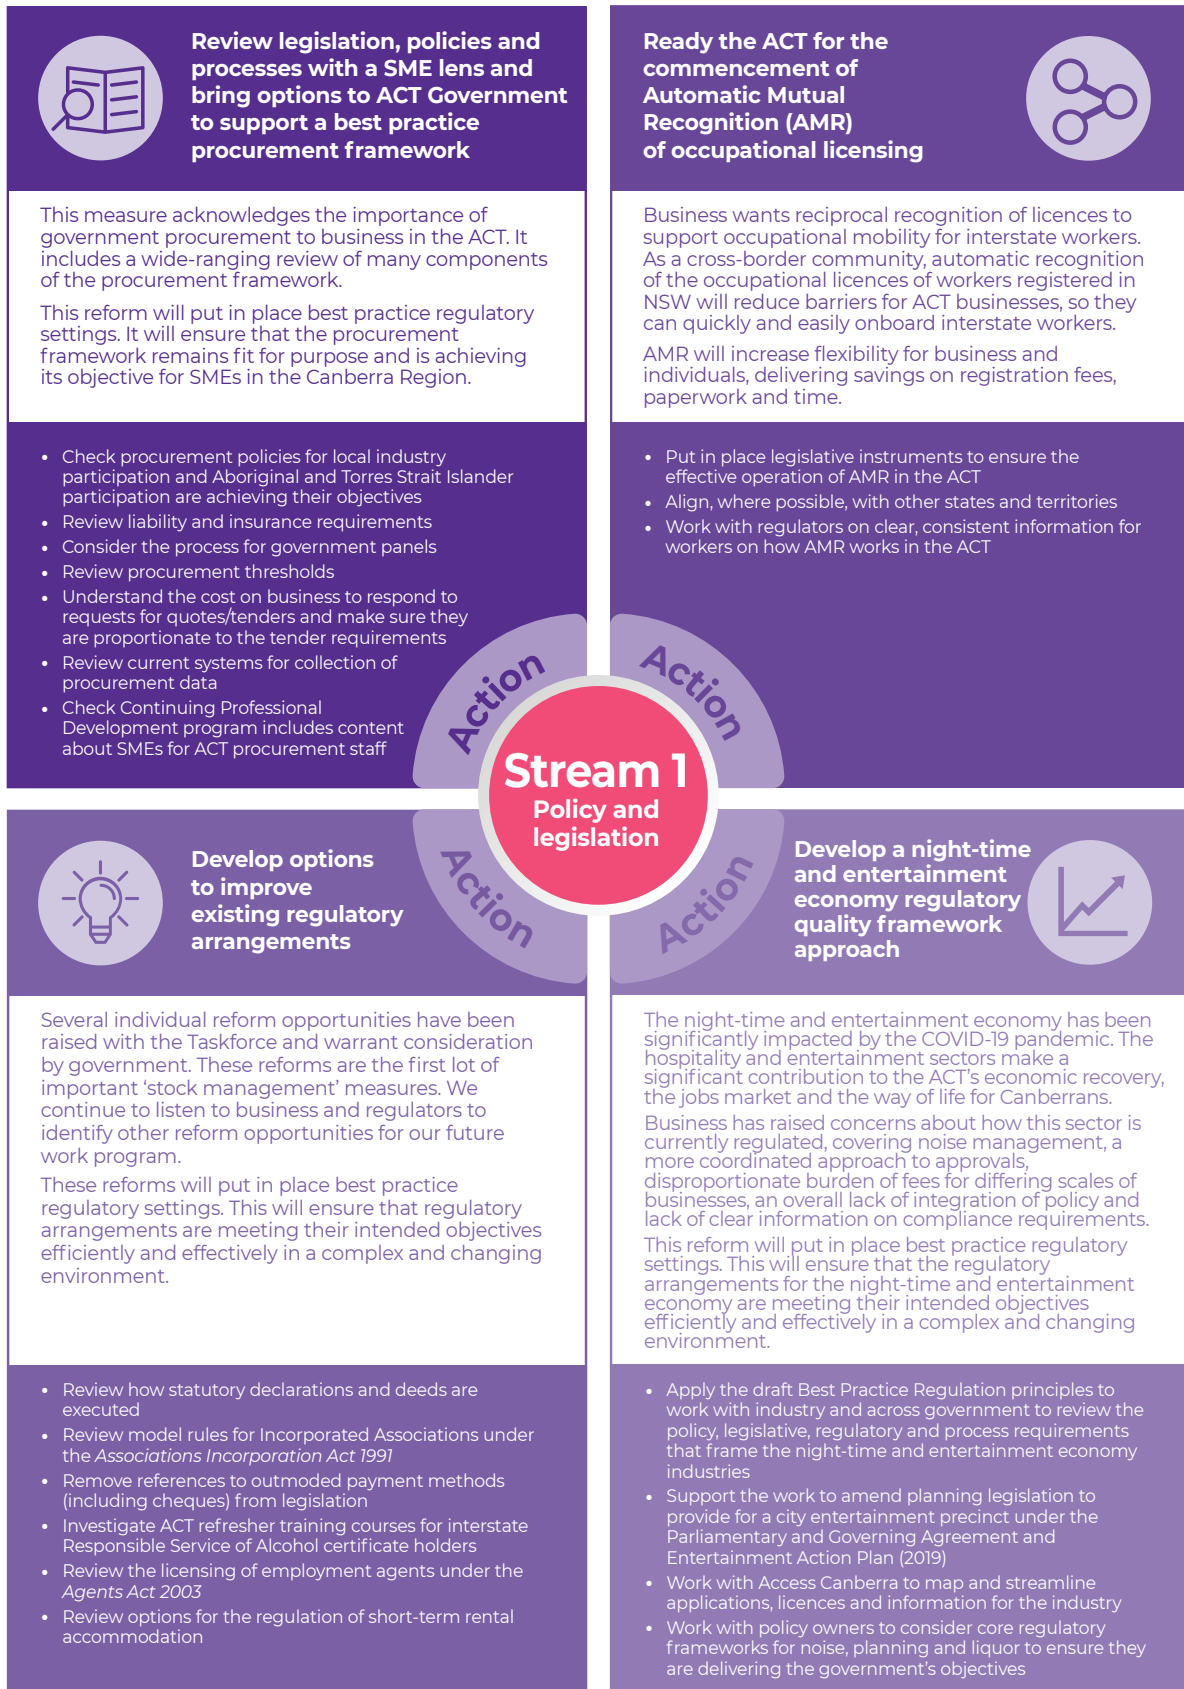 Review legislation, policies and
processes with a SME lens and
bring options to ACT Government
to support a best practice
procurement framework
This measure acknowledges the importance of
government procurement to business in the ACT. It
includes a wide-ranging review of many components
of the procurement framework.
This reform will put in place best practice regulatory
settings. It will ensure that the procurement
framework remains fit for purpose and is achieving
its objective for SMEs in the Canberra Region.
• Check procurement policies for local industry
participation and Aboriginal and Torres Strait Islander
participation are achieving their objectives
• Review liability and insurance requirements
• Consider the process for government panels
• Review procurement thresholds
• Understand the cost on business to respond to
requests for quotes/tenders and make sure they
are proportionate to the tender requirements
• Review current systems for collection of
procurement data
• Check Continuing Professional
Development program includes content
about SMEs for ACT procurement staff
Ready the ACT for the
commencement of
Automatic Mutual
Recognition (AMR)
of occupational licensing
Business wants reciprocal recognition of licences to
support occupational mobility for interstate workers.
As a cross-border community, automatic recognition
of the occupational licences of workers registered in
NSW will reduce barriers for ACT businesses, so they
can quickly and easily onboard interstate workers.
AMR will increase flexibility for business and
individuals, delivering savings on registration fees,
paperwork and time.
• Put in place legislative instruments to ensure the
effective operation of AMR in the ACT
• Align, where possible, with other states and territories
• Work with regulators on clear, consistent information for
workers on how AMR works in the ACT
Action
Action
Stream 1
Policy and
legislation
Action
Action
Develop options
to improve
existing regulatory
arrangements
Several individual reform opportunities have been
raised with the Taskforce and warrant consideration
by government. These reforms are the first lot of
important ‘stock management’ measures. We
continue to listen to business and regulators to
identify other reform opportunities for our future
work program.
These reforms will put in place best practice
regulatory settings. This will ensure that regulatory
arrangements are meeting their intended objectives
efficiently and effectively in a complex and changing
environment.
• Review how statutory declarations and deeds are
executed
• Review model rules for Incorporated Associations under
the Associations Incorporation Act 1991
• Remove references to outmoded payment methods
(including cheques) from legislation
• Investigate ACT refresher training courses for interstate
Responsible Service of Alcohol certificate holders
• Review the licensing of employment agents under the
Agents Act 2003
• Review options for the regulation of short-term rental
accommodation
Develop a night-time
and entertainment
economy regulatory
quality framework
approach
The night-time and entertainment economy has been
significantly impacted by the COVID-19 pandemic. The
hospitality and entertainment sectors make a
significant contribution to the ACT’s economic recovery,
the jobs market and the way of life for Canberrans.
Business has raised concerns about how this sector is
currently regulated, covering noise management, a
more coordinated approach to approvals,
disproportionate burden of fees for differing scales of
businesses, an overall lack of integration of policy and
lack of clear information on compliance requirements.
This reform will put in place best practice regulatory
settings. This will ensure that the regulatory
arrangements for the night-time and entertainment
economy are meeting their intended objectives
efficiently and effectively in a complex and changing
environment.
• Apply the draft Best Practice Regulation principles to
work with industry and across government to review the
policy, legislative, regulatory and process requirements
that frame the night-time and entertainment economy
industries
• Support the work to amend planning legislation to
provide for a city entertainment precinct under the
Parliamentary and Governing Agreement and
Entertainment Action Plan (2019)
• Work with Access Canberra to map and streamline
applications, licences and information for the industry
• Work with policy owners to consider core regulatory
frameworks for noise, planning and liquor to ensure they
are delivering the government’s objectives